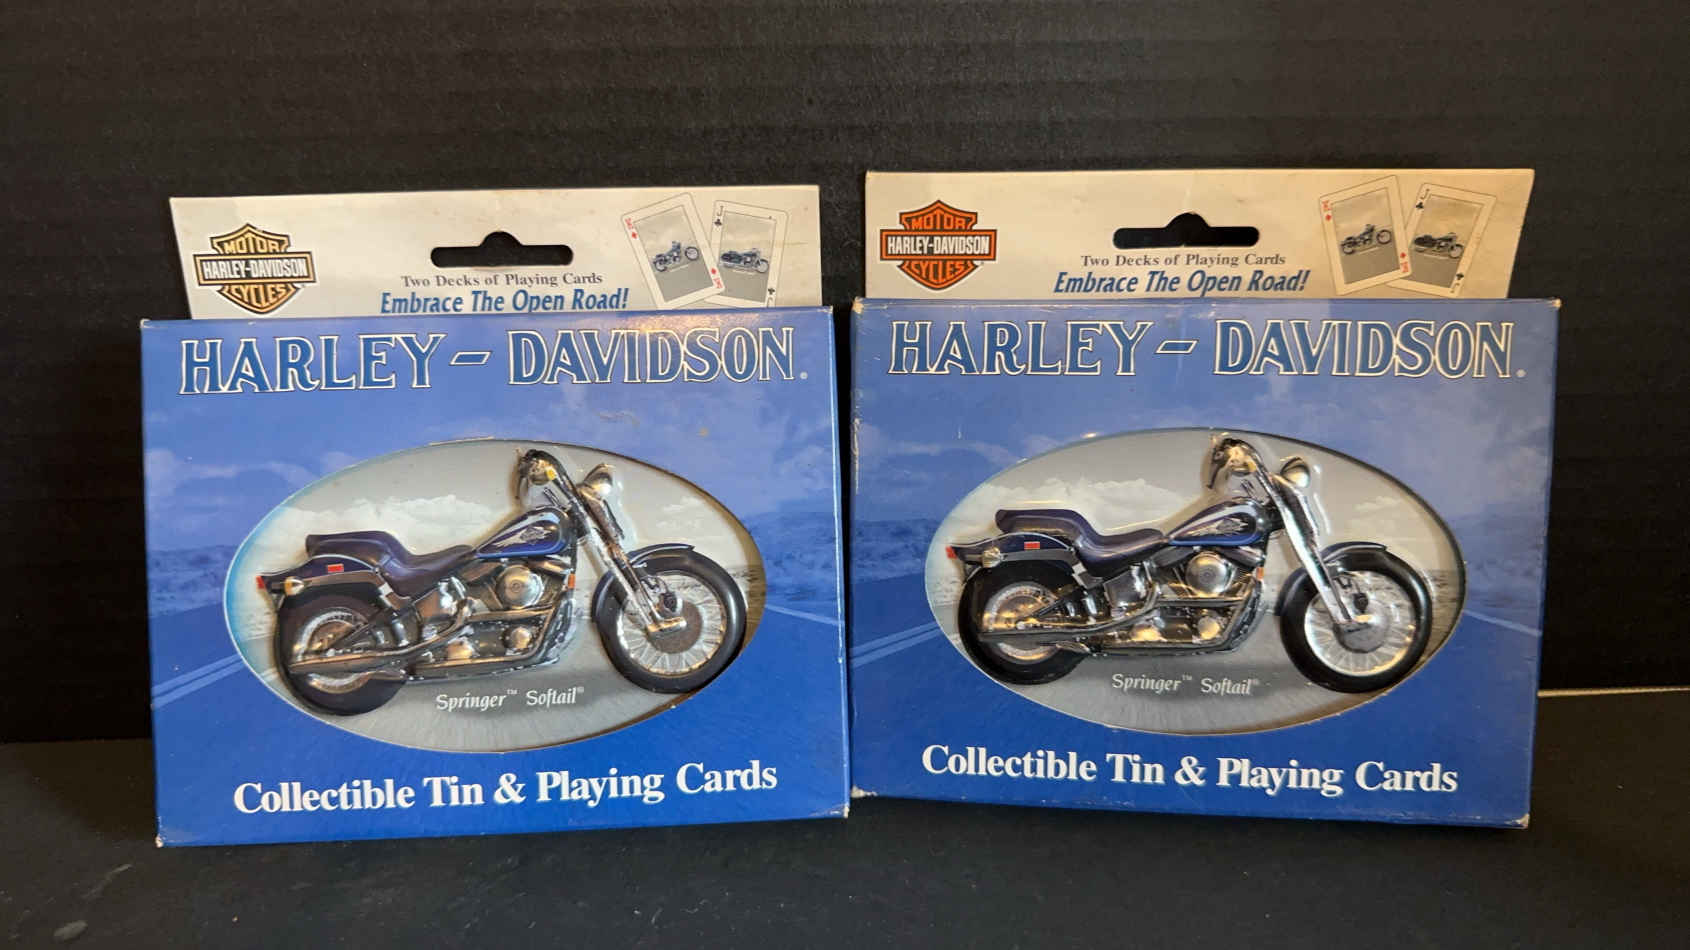 MOTOR
HARLEY-DAVIDSON
CYCLES
Two Decks of Playing Cards
Embrace The Open Road!
HARLEY - DAVIDSON®
Springer™ Softail®
Collectible Tin & Playing Cards
MOTOR
HARLEY-DAVIDSON
CYCLES
Two Decks of Playing Cards
Embrace The Open Road!
J
HARLEY - DAVIDSON®
Springer™ Softail®
Collectible Tin & Playing Cards